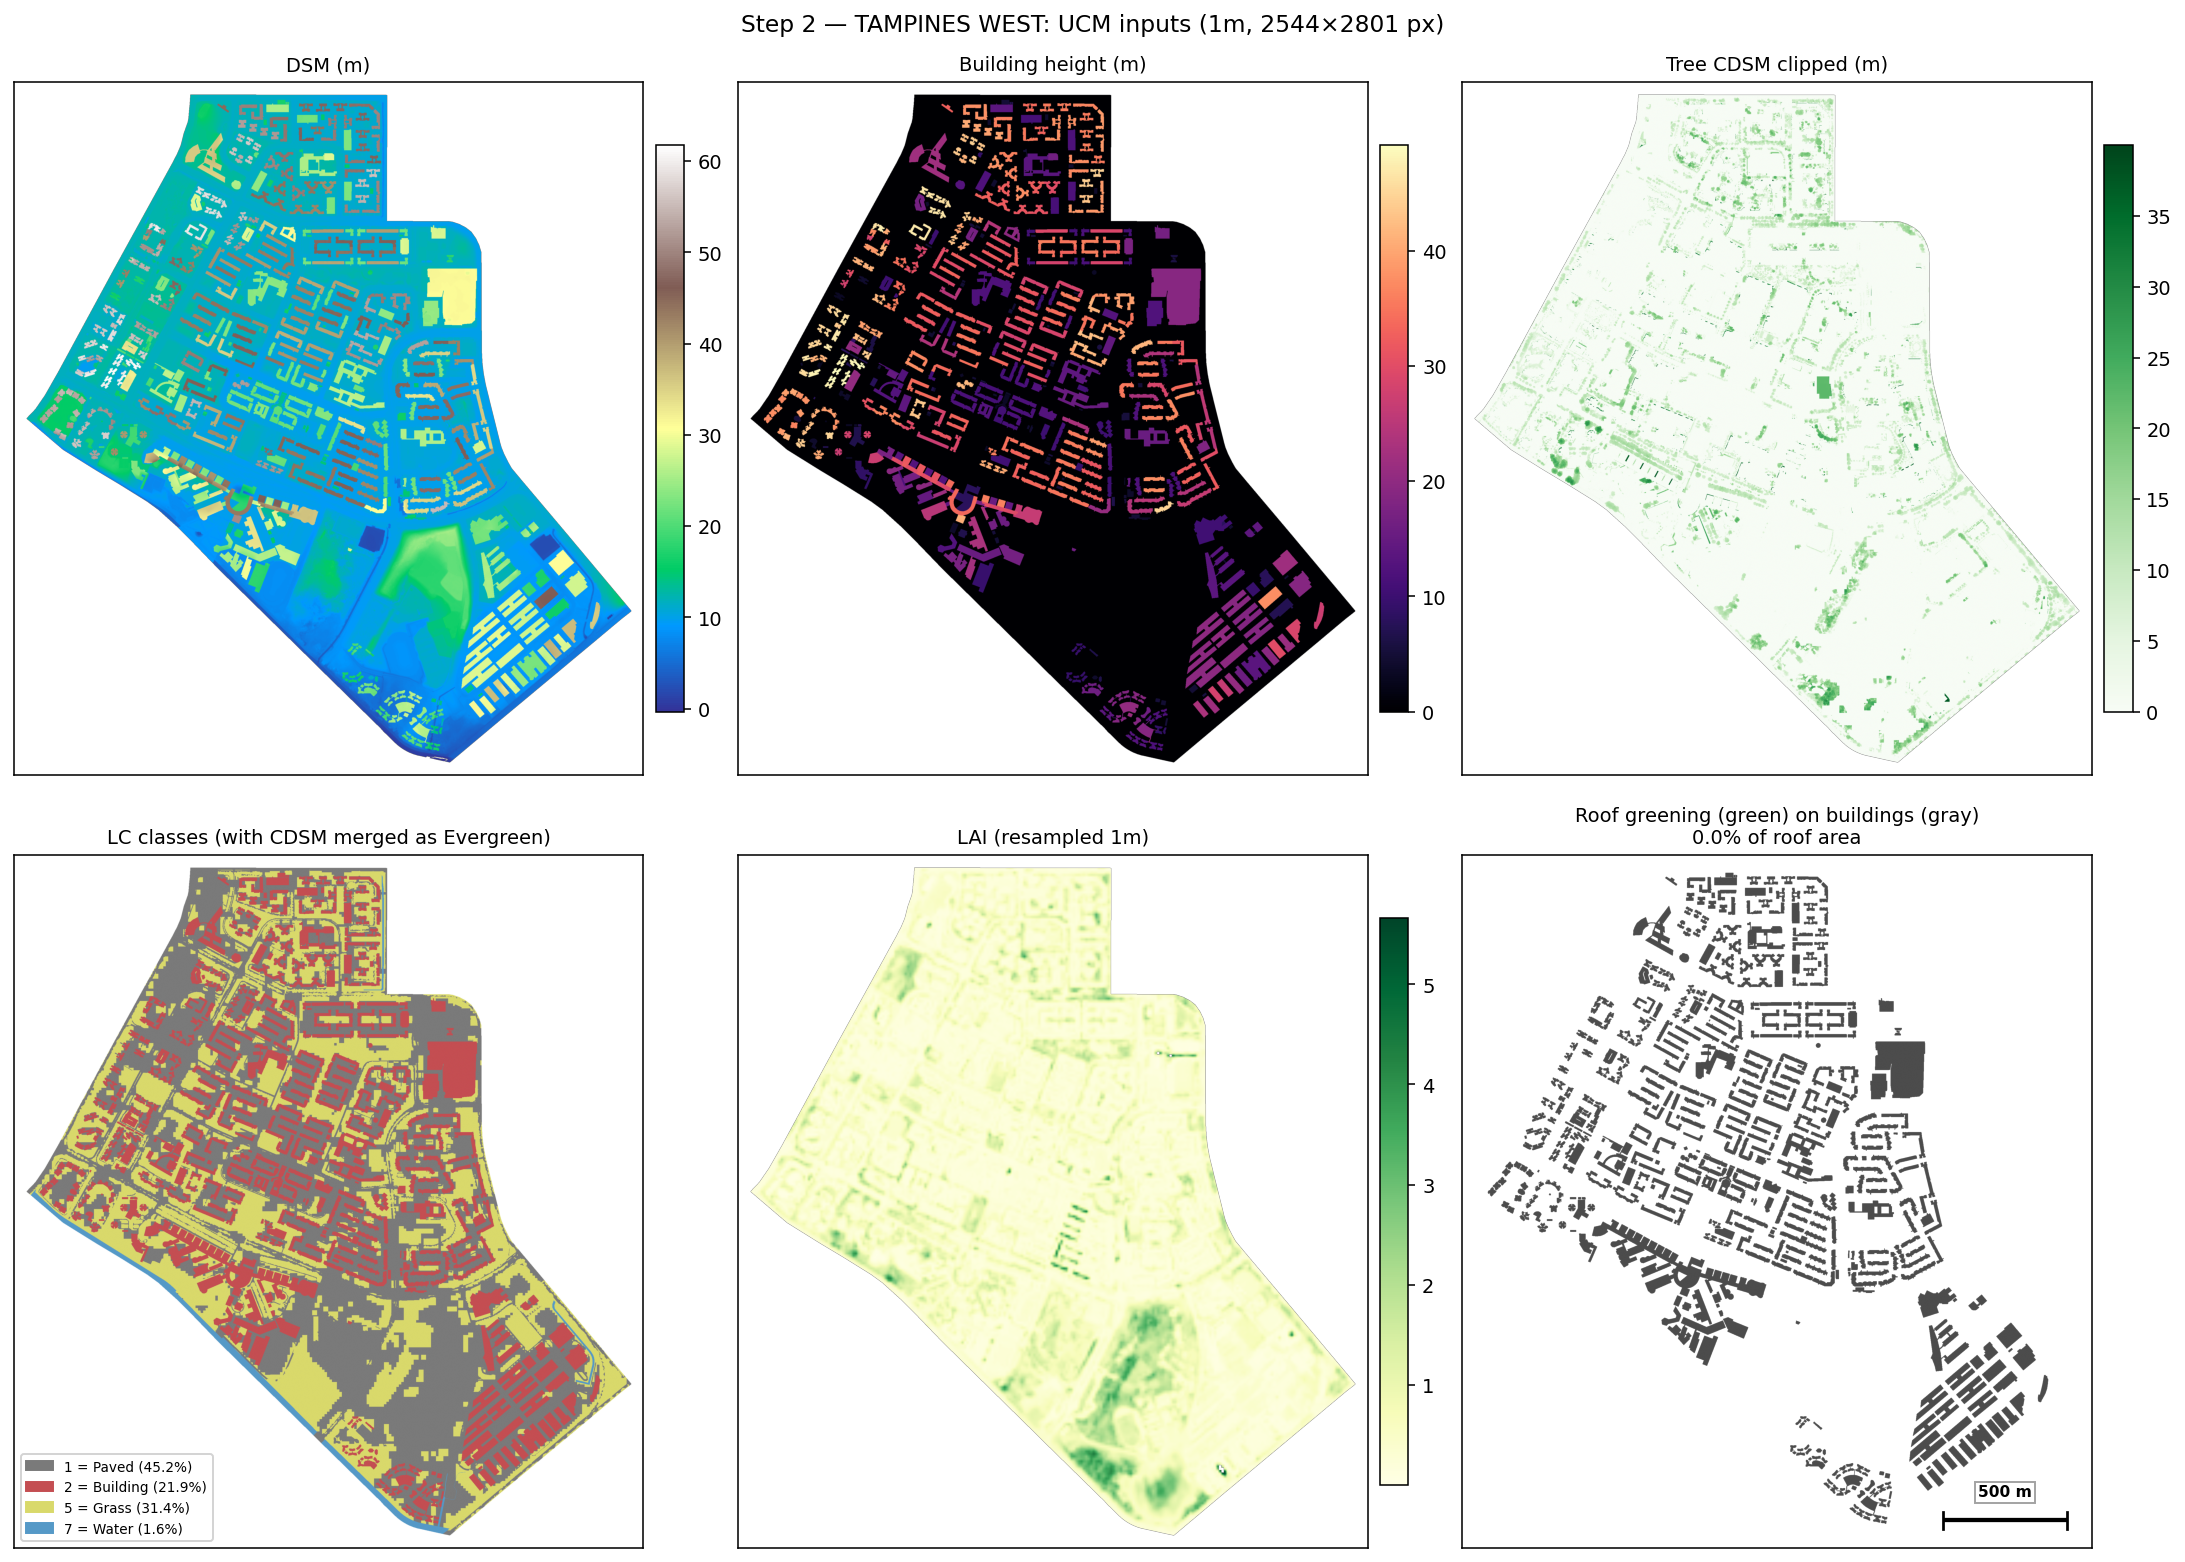 Step 2 — TAMPINES WEST: UCM inputs (1m, 2544×2801 px)
DSM (m)
60
50
40
30
20
10
0
Building height (m)
40
30
20
10
0
Tree CDSM clipped (m)
35
30
25
20
15
10
5
0
LC classes (with CDSM merged as Evergreen)
1 = Paved (45.2%)
2 = Building (21.9%)
5 = Grass (31.4%)
7 = Water (1.6%)
LAI (resampled 1m)
5
4
3
2
1
Roof greening (green) on buildings (gray)
0.0% of roof area
500 m